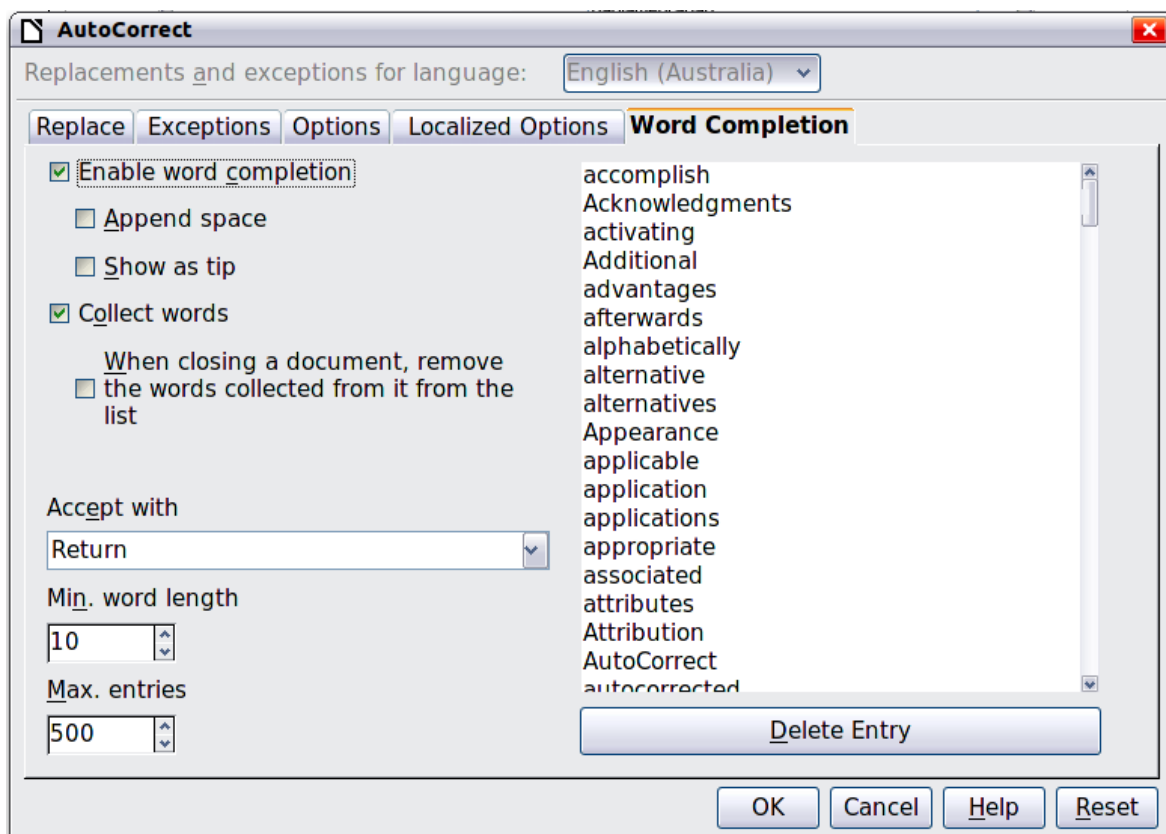 AutoCorrect
Replacements and exceptions for language: English (Australia)
Replace Exceptions Options Localized Options Word Completion
Enable word completion
Append space
Show as tip
Collect words
When closing a document, remove
the words collected from it from the
list
Accept with
Return
Min. word length
10
Max. entries
500
accomplish
Acknowledgments
activating
Additional
advantages
afterwards
alphabetically
alternative
alternatives
Appearance
applicable
application
applications
appropriate
associated
attributes
Attribution
AutoCorrect
autocorrected
Delete Entry
OK Cancel Help Reset